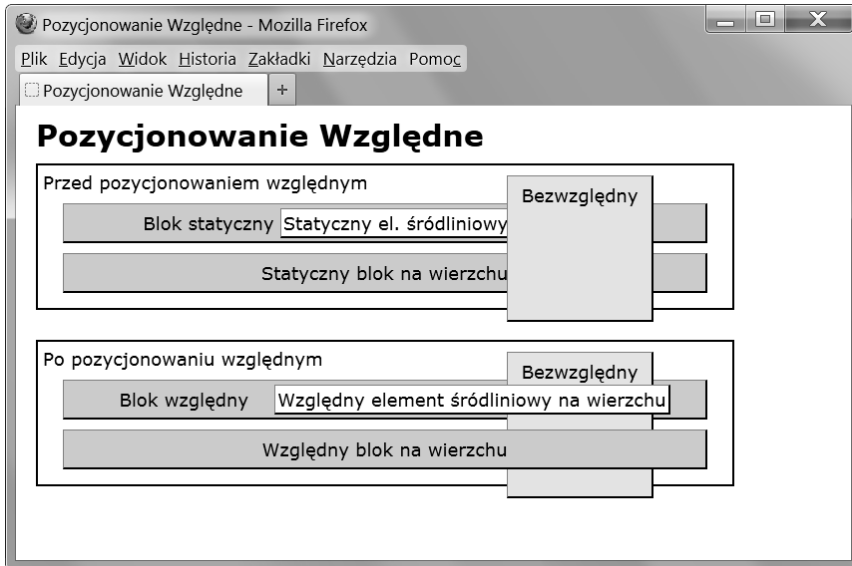 Pozycjonowanie Względne - Mozilla Firefox
Plik Edycja Widok Historia Zakładki Narzędzia Pomoc
Pozycjonowanie Względne +
Pozycjonowanie Względne
Przed pozycjonowaniem względnym
Bezwzględny
Blok statyczny Statyczny el. śródliniowy
Statyczny blok na wierzchu
Po pozycjonowaniu względnym
Bezwzględny
Blok względny Względny element śródliniowy na wierzchu
Względny blok na wierzchu